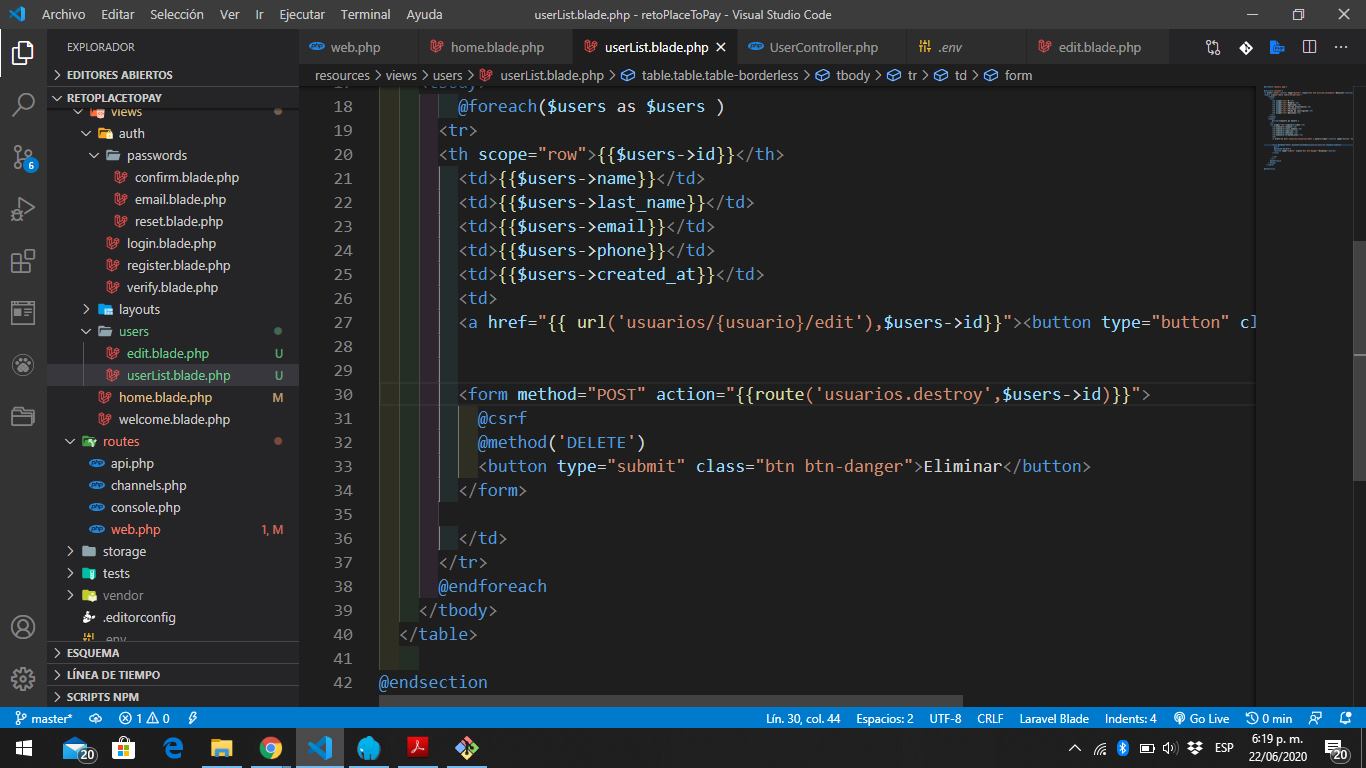 Archivo Editar Selección Ver Ir Ejecutar Terminal Ayuda
userList.blade.php - retoPlaceToPay - Visual Studio Code
EXPLORADOR
EDITORES ABIERTOS
RETOPLACETOPAY
views
auth
passwords
confirm.blade.php
email.blade.php
reset.blade.php
login.blade.php
register.blade.php
verify.blade.php
layouts
users
edit.blade.php U
userList.blade.php U
home.blade.php M
welcome.blade.php
routes
api.php
channels.php
console.php
web.php 1, M
storage
tests
vendor
.editorconfig
.env
ESQUEMA
LÍNEA DE TIEMPO
SCRIPTS NPM
6
web.php home.blade.php userList.blade.php UserController.php .env edit.blade.php
resources > views > users > userList.blade.php > table.table.table-borderless > tbody > tr > td > form
17 <tbody>
18 @foreach($users as $users )
19 <tr>
20 <th scope="row">{{$users->id}}</th>
21 <td>{{$users->name}}</td>
22 <td>{{$users->last_name}}</td>
23 <td>{{$users->email}}</td>
24 <td>{{$users->phone}}</td>
25 <td>{{$users->created_at}}</td>
26 <td>
27 <a href="{{ url('usuarios/{usuario}/edit'),$users->id}}"><button type="button" cl
28
29
30 <form method="POST" action="{{route('usuarios.destroy',$users->id)}}">
31 @csrf
32 @method('DELETE')
33 <button type="submit" class="btn btn-danger">Eliminar</button>
34 </form>
35
36 </td>
37 </tr>
38 @endforeach
39 </tbody>
40 </table>
41
42 @endsection
master* 1 0 Lín. 30, col. 44 Espacios: 2 UTF-8 CRLF Laravel Blade Indents: 4 Go Live 0 min
20 ESP 6:19 p. m.
22/06/2020 20